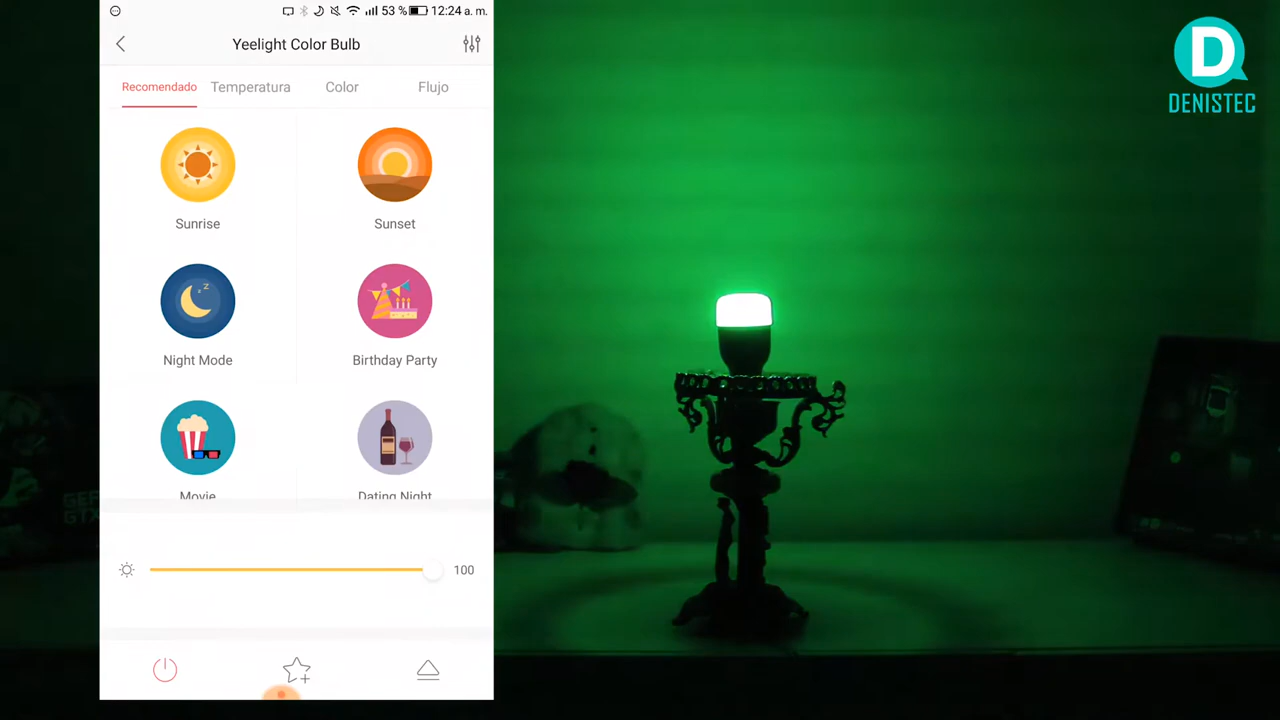 53 % 12:24 a. m.
Yeelight Color Bulb
Recomendado Temperatura Color Flujo
Sunrise Sunset
Night Mode Birthday Party
Movie Dating Night
100
D
DENISTEC
GTX